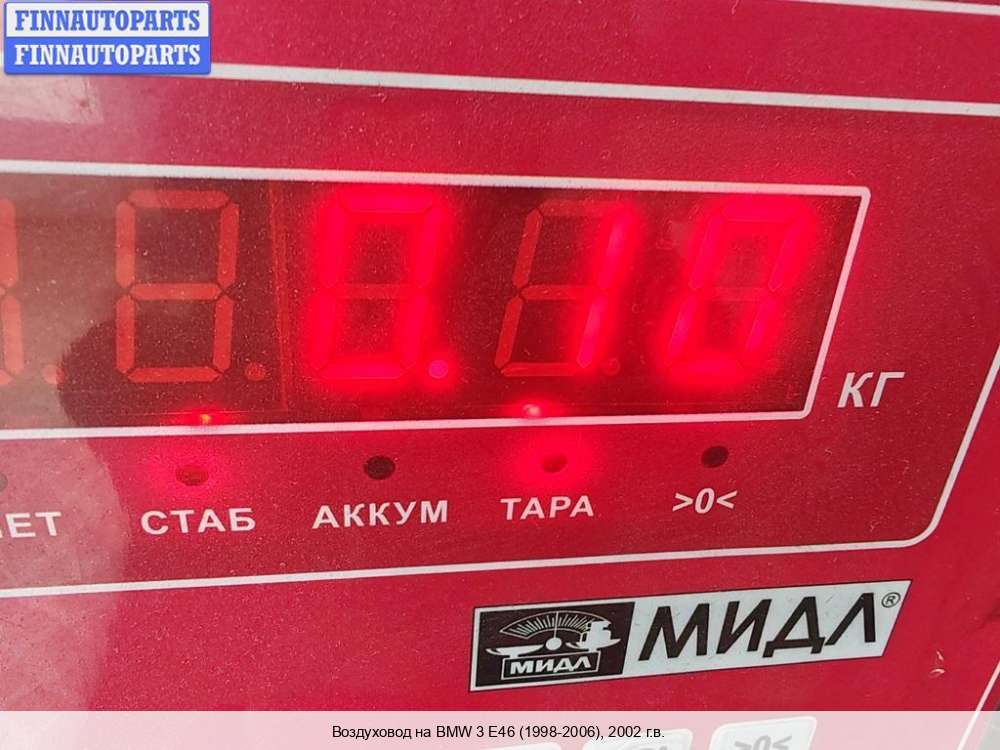 FINNAUTOPARTS
FINNAUTOPARTS
0.10
КГ
СТАБ АККУМ ТАРА >0<
МИДЛ МИДЛ®
>0<
Воздуховод на BMW 3 E46 (1998-2006), 2002 г.в.